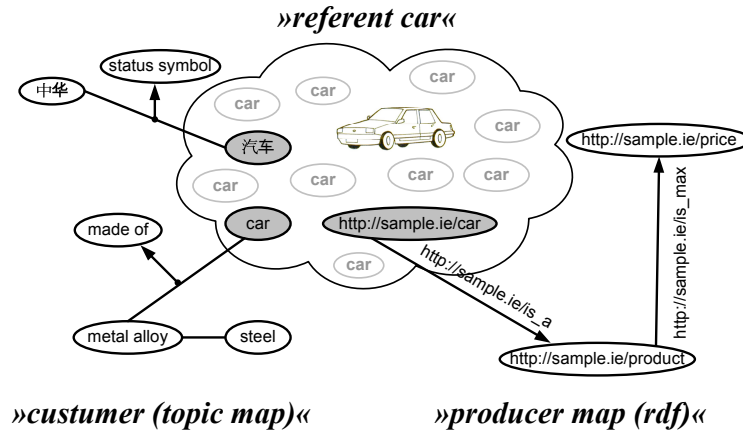 »referent car«
status symbol
中华
car
car
car
car
汽车
http://sample.ie/price
car
car
car
car
made of
car
http://sample.ie/car
http://sample.ie/is_max
http://sample.ie/is_a
car
metal alloy
steel
http://sample.ie/product
»custumer (topic map)«
»producer map (rdf)«